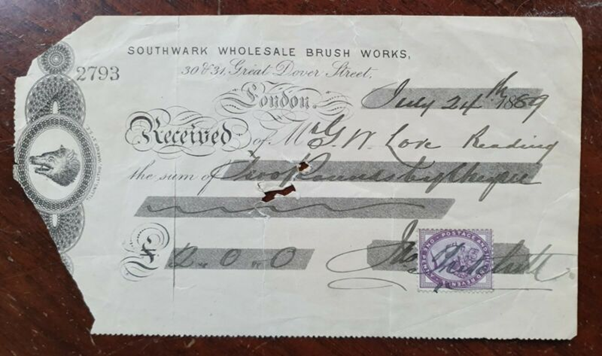 SOUTHWARK WHOLESALE BRUSH WORKS,
2793
30 & 31, Great Dover Street.
London. July 24th 1889
Received of Mr G. W. Love Reading
the sum of Two Pounds
£ 2 . 0 . 0